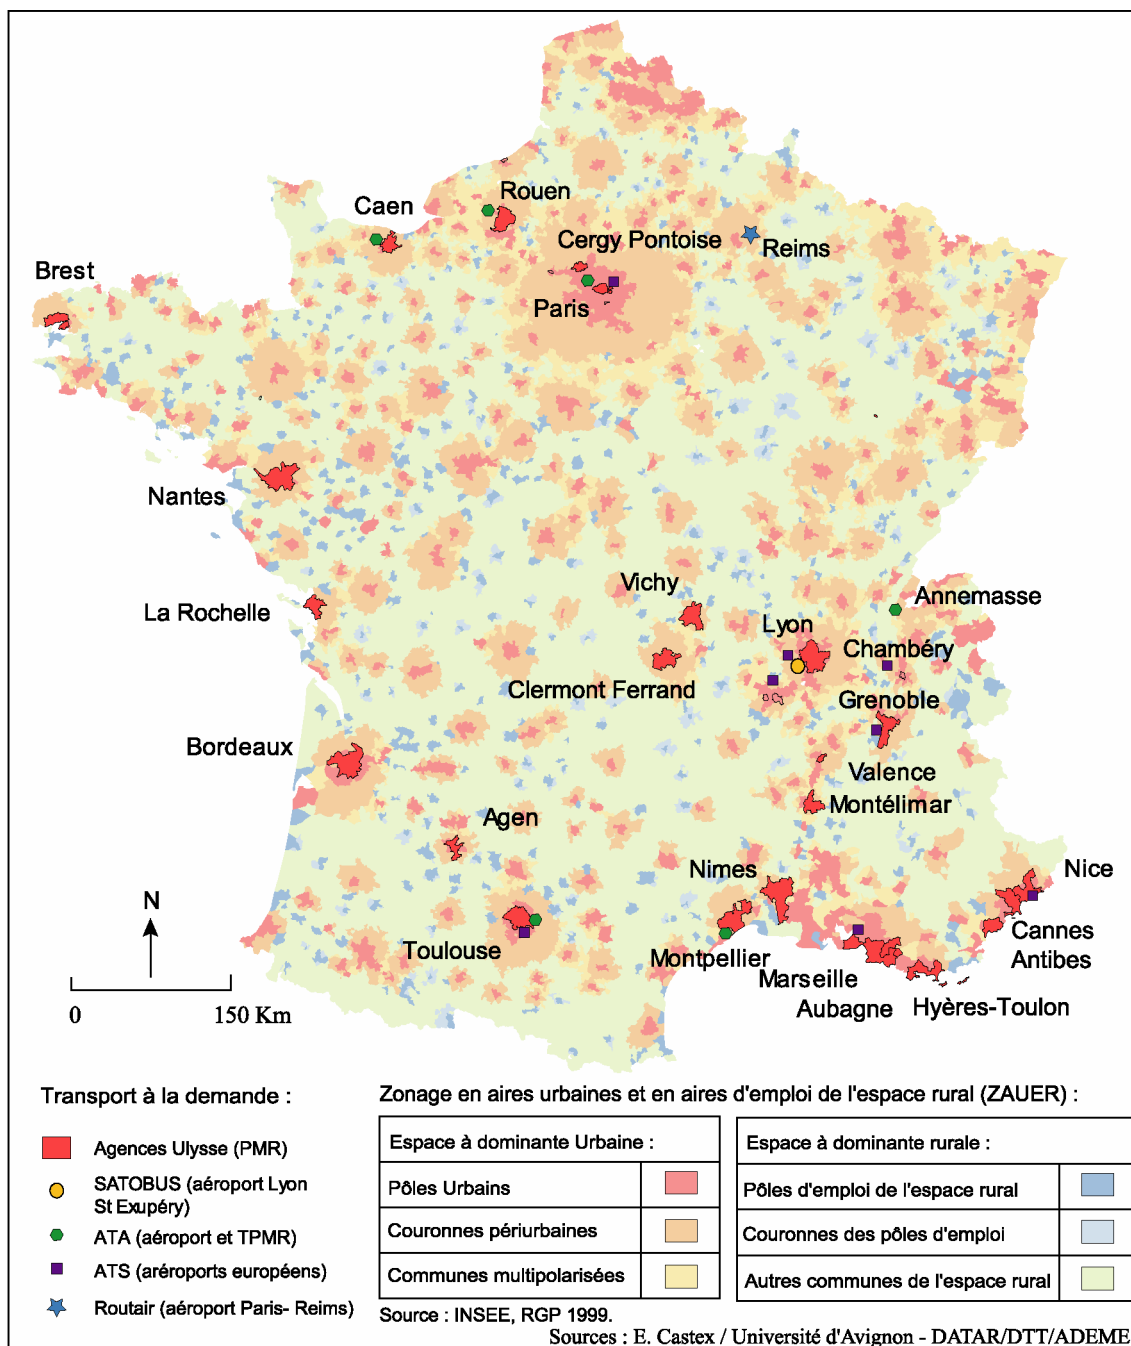 Rouen
Caen
Cergy Pontoise
Reims
Brest
Paris
Nantes
Vichy
Annemasse
La Rochelle
Lyon
Chambéry
Clermont Ferrand
Grenoble
Bordeaux
Valence
Montélimar
Agen
Nimes
Nice
N
Cannes
Antibes
Toulouse
Montpellier
Marseille
Aubagne
Hyères-Toulon
0 150 Km
Transport à la demande :
Agences Ulysse (PMR)
SATOBUS (aéroport Lyon
St Exupéry)
ATA (aéroport et TPMR)
ATS (aréroports européens)
Routair (aéroport Paris- Reims)
Zonage en aires urbaines et en aires d'emploi de l'espace rural (ZAUER) :
Espace à dominante Urbaine :
Pôles Urbains
Couronnes périurbaines
Communes multipolarisées
Espace à dominante rurale :
Pôles d'emploi de l'espace rural
Couronnes des pôles d'emploi
Autres communes de l'espace rural
Source : INSEE, RGP 1999.
Sources : E. Castex / Université d'Avignon - DATAR/DTT/ADEME